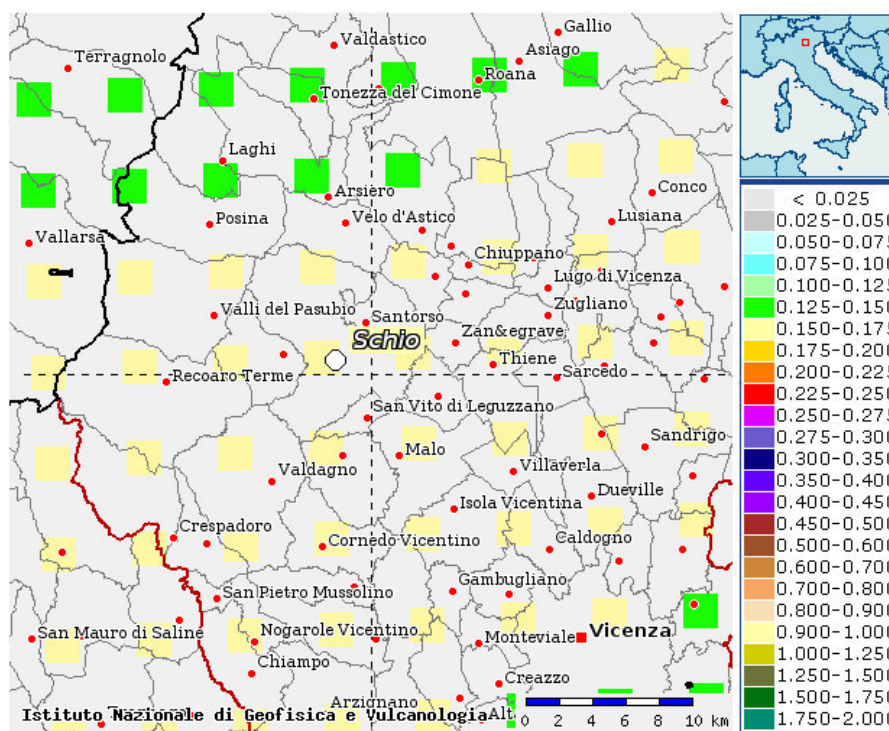 Gallio
Valdastico
Asiago
Terragnolo
Roana
Tonezza del Cimone
Laghi
Arsiero
Conco
Posina
Velo d'Astico
Lusiana
Vallarsa
Chiuppano
Lugo di Vicenza
Valli del Pasubio
Santorso
Zugliano
Schio
Zan&egrave
Thiene
Recoaro Terme
Sarcedo
San Vito di Leguzzano
Malo
Sandrigo
Valdagno
Villaverla
Dueville
Isola Vicentina
Crespadoro
Cornedo Vicentino
Caldogno
Gambugliano
San Pietro Mussolino
San Mauro di Saline
Nogarole Vicentino
Monteviale
Vicenza
Chiampo
Creazzo
Arzignano
Istituto Nazionale di Geofisica e Vulcanologia
0 2 4 6 8 10 km
< 0.025
0.025-0.050
0.050-0.075
0.075-0.100
0.100-0.125
0.125-0.150
0.150-0.175
0.175-0.200
0.200-0.225
0.225-0.250
0.250-0.275
0.275-0.300
0.300-0.350
0.350-0.400
0.400-0.450
0.450-0.500
0.500-0.600
0.600-0.700
0.700-0.800
0.800-0.900
0.900-1.000
1.000-1.250
1.250-1.500
1.500-1.750
1.750-2.000